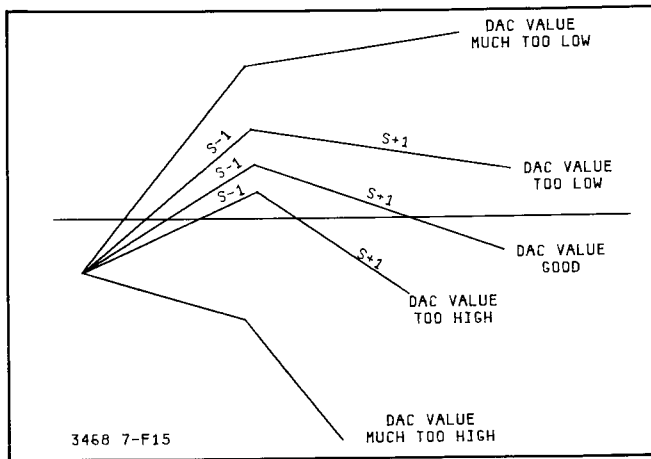 DAC VALUE
MUCH TOO LOW
S-1
S+1
S-1
DAC VALUE
TOO LOW
S-1
S+1
DAC VALUE
GOOD
S+1
DAC VALUE
TOO HIGH
DAC VALUE
MUCH TOO HIGH
3468 7-F15